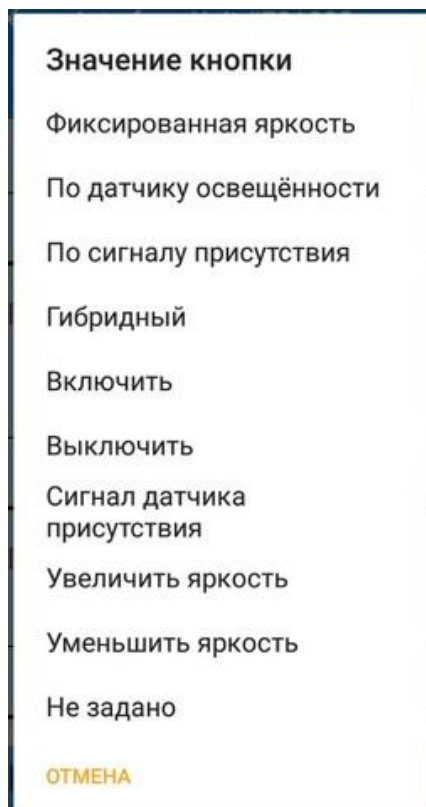 Значение кнопки
Фиксированная яркость
По датчику освещённости
По сигналу присутствия
Гибридный
Включить
Выключить
Сигнал датчика
присутствия
Увеличить яркость
Уменьшить яркость
Не задано
ОТМЕНА